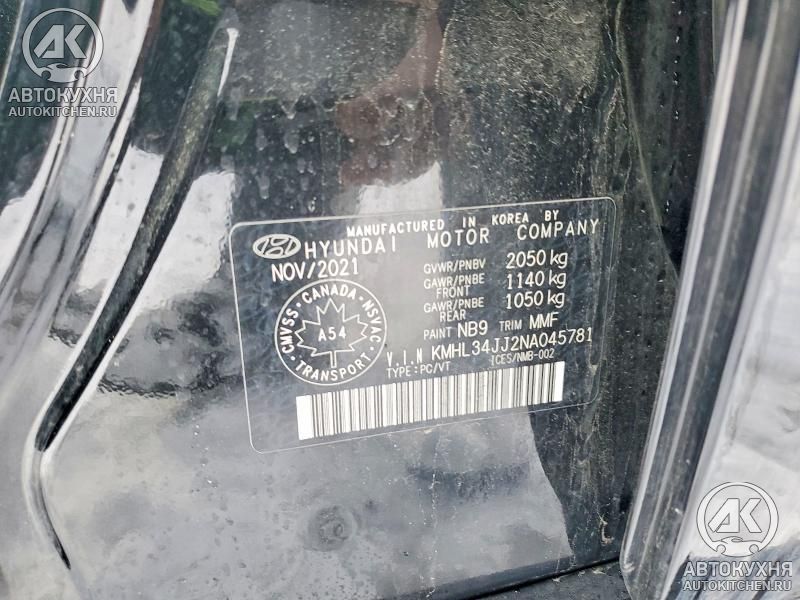 AK
АВТОКУХНЯ
AUTOKITCHEN.RU
MANUFACTURED IN KOREA BY
HYUNDAI MOTOR COMPANY
NOV/2021
GVWR/PNBV 2050 kg
GAWR/PNBE FRONT 1140 kg
GAWR/PNBE REAR 1050 kg
PAINT NB9 TRIM MMF
CMVSS · CANADA · NSVAC · TRANSPORT
A54
V.I.N KMHL34JJ2NA045781
TYPE:PC/VT ICES/NMB-002
AK
АВТОКУХНЯ
AUTOKITCHEN.RU